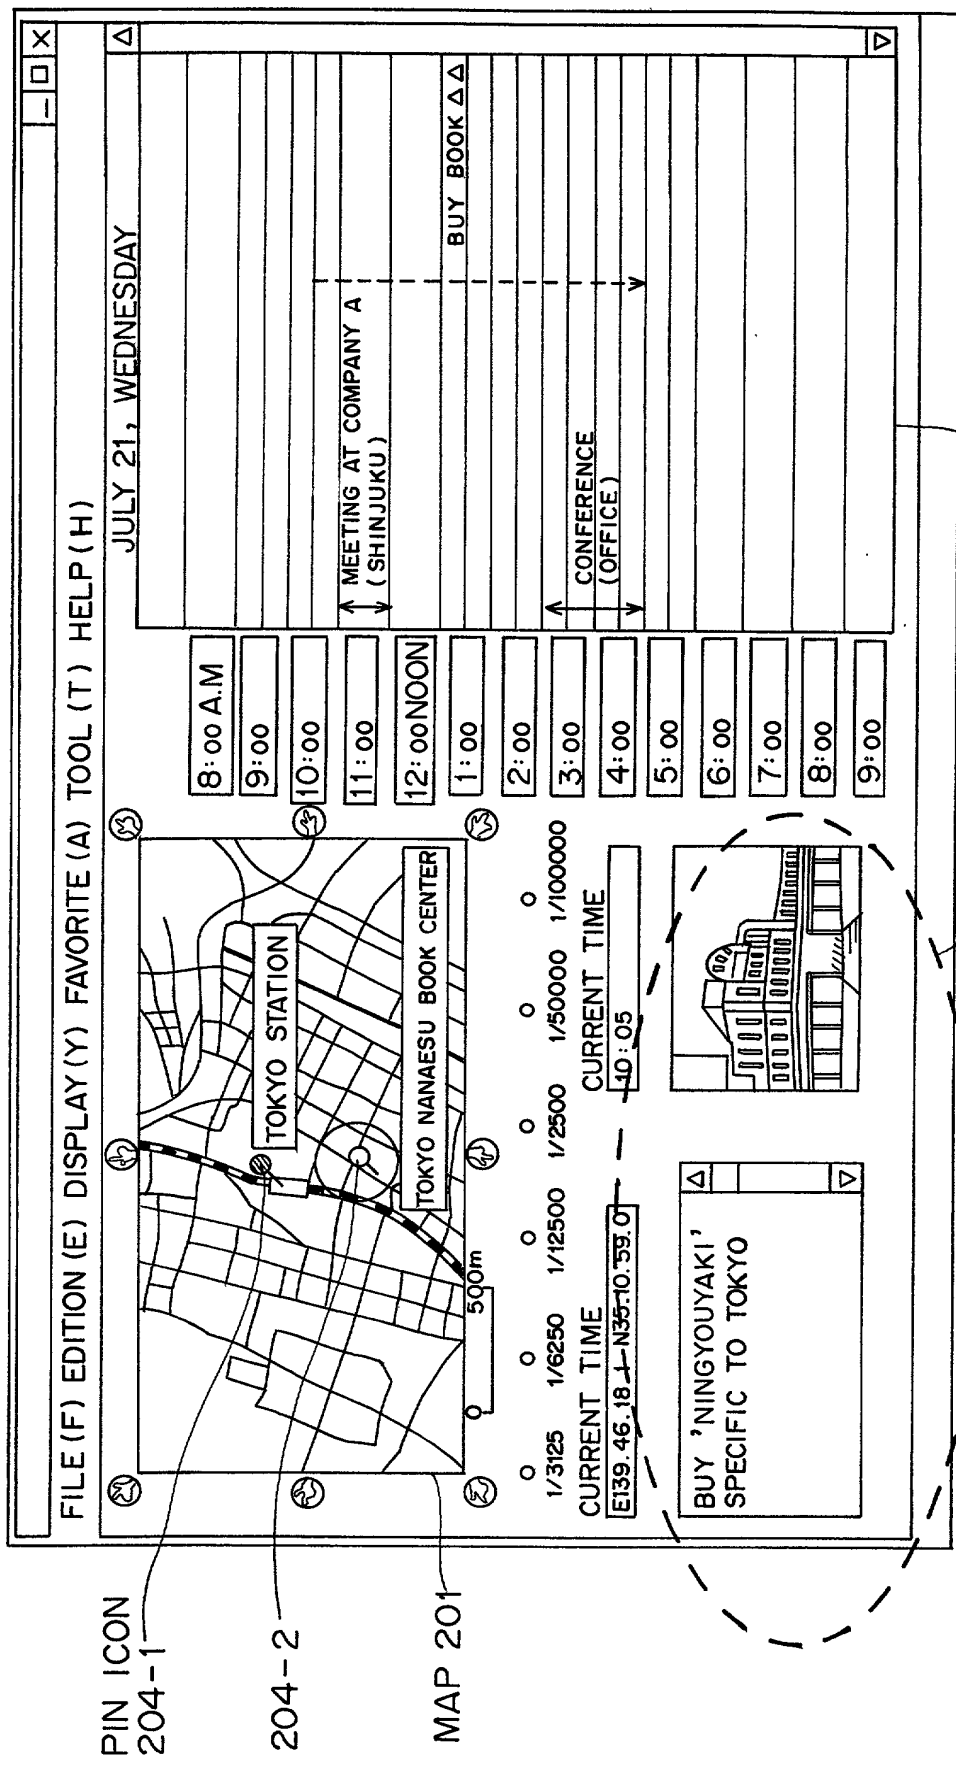 FILE (F) EDITION (E) DISPLAY (Y) FAVORITE (A) TOOL (T) HELP (H)
PIN ICON
204-1
204-2
MAP 201
TOKYO STATION
TOKYO NANAESU BOOK CENTER
0 500m
1/3125 1/6250 1/12500 1/2500 1/50000 1/100000
CURRENT TIME
E139.46.18.1 N35.10.59.0
CURRENT TIME
10:05
BUY 'NINGYOUYAKI'
SPECIFIC TO TOKYO
JULY 21, WEDNESDAY
8:00 A.M
9:00
10:00
11:00
12:00 NOON
1:00
2:00
3:00
4:00
5:00
6:00
7:00
8:00
9:00
MEETING AT COMPANY A
(SHINJUKU)
BUY BOOK △△
CONFERENCE
(OFFICE)